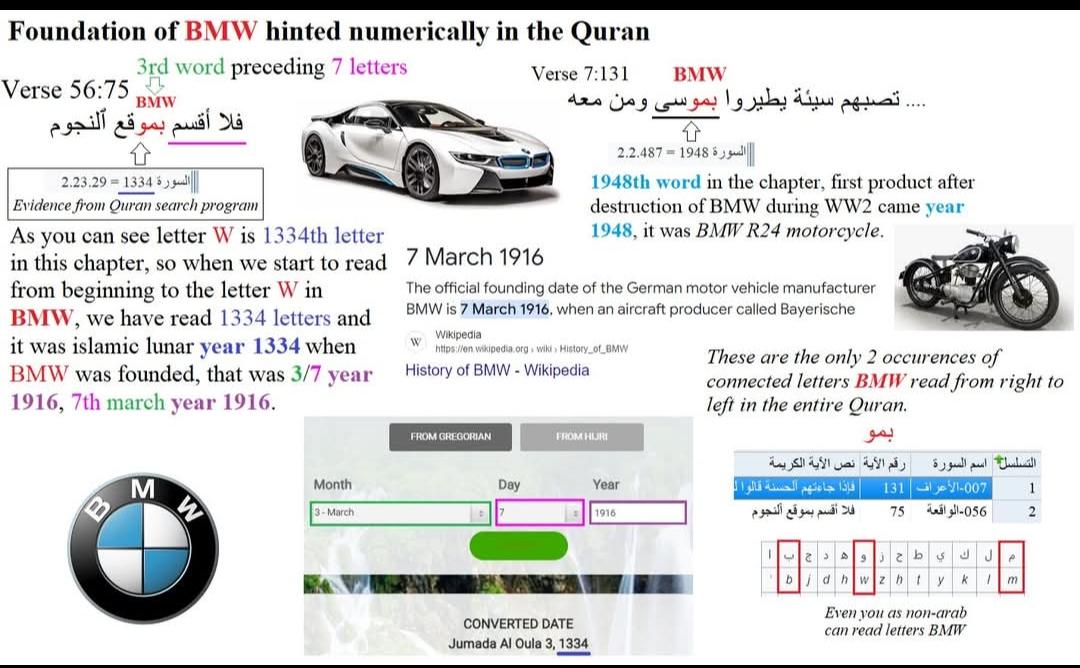 Foundation of BMW hinted numerically in the Quran
3rd word preceding 7 letters
Verse 56:75
BMW
فلا أقسم بموقع ٱلنجوم
2.23.29 = 1334 السورة
Evidence from Quran search program
As you can see letter W is 1334th letter
in this chapter, so when we start to read
from beginning to the letter W in
BMW, we have read 1334 letters and
it was islamic lunar year 1334 when
BMW was founded, that was 3/7 year
1916, 7th march year 1916.
Verse 7:131
BMW
تصبهم سيئة يطيروا بموسى ومن معه ....
2.2.487 = 1948 السورة
1948th word in the chapter, first product after
destruction of BMW during WW2 came year
1948, it was BMW R24 motorcycle.
7 March 1916
The official founding date of the German motor vehicle manufacturer
BMW is 7 March 1916, when an aircraft producer called Bayerische
W
Wikipedia
https://en.wikipedia.org › wiki › History_of_BMW
History of BMW - Wikipedia
These are the only 2 occurences of
connected letters BMW read from right to
left in the entire Quran.
بمو
التسلسل اسم السورة رقم الآية نص الآية الكريمة
1 007-الأعراف 131 فإذا جاءتهم ٱلحسنة قالوا ل
2 056-الواقعة 75 فلا أقسم بموقع ٱلنجوم
FROM GREGORIAN
FROM HIJRI
Month Day Year
3 - March 7 1916
CONVERTED DATE
Jumada Al Oula 3, 1334
ا ب ج د ه و ز ح ط ي ك ل م
' b j d h w z h t y k l m
Even you as non-arab
can read letters BMW
BMW